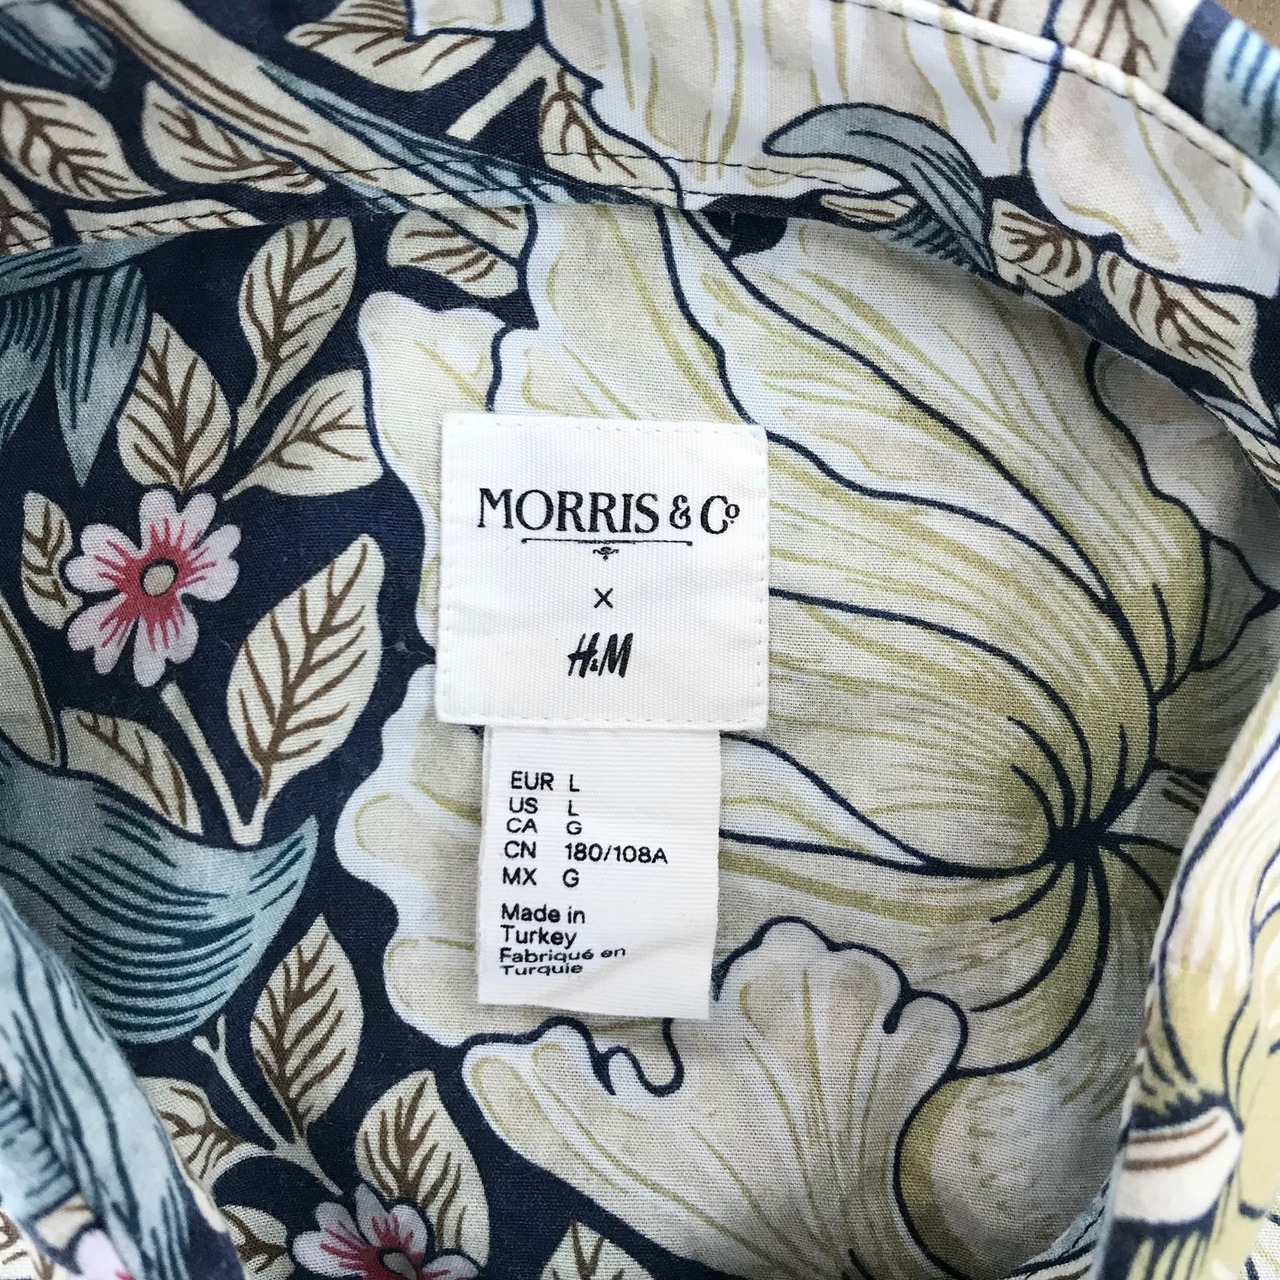 MORRIS & Co
×
H&M
EUR L
US L
CA G
CN 180/108A
MX G
Made in
Turkey
Fabriqué en
Turquie